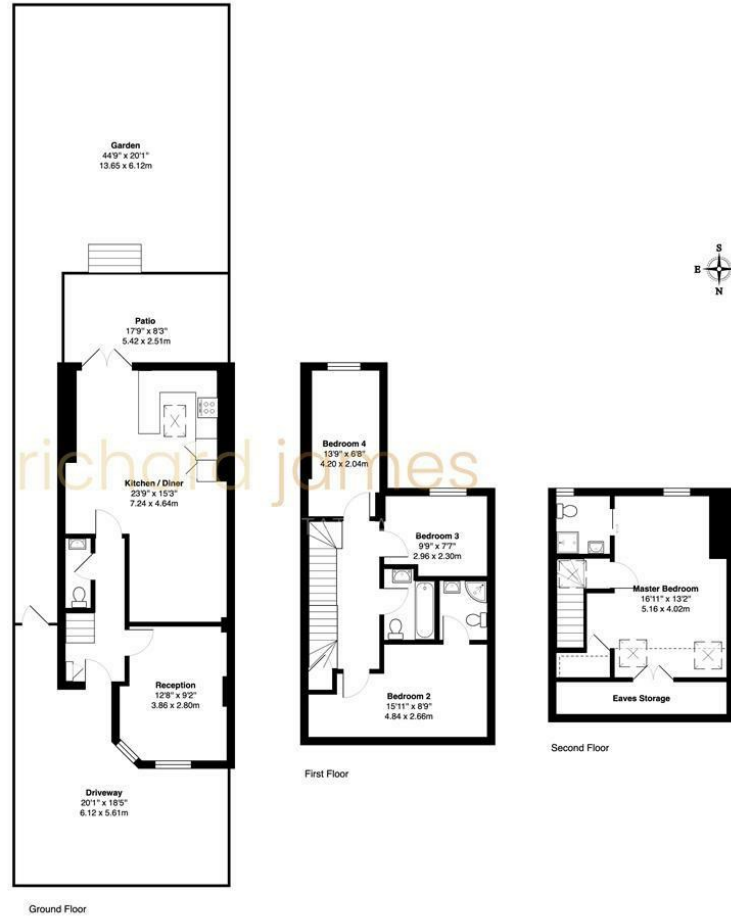 Garden
44'9" x 20'1"
13.65 x 6.12m
Patio
17'9" x 8'3"
5.42 x 2.51m
Kitchen / Diner
23'9" x 15'3"
7.24 x 4.64m
Reception
12'8" x 9'2"
3.86 x 2.80m
Driveway
20'1" x 18'5"
6.12 x 5.61m
Ground Floor
Bedroom 4
13'9" x 6'8"
4.20 x 2.04m
Bedroom 3
9'9" x 7'7"
2.96 x 2.30m
Bedroom 2
15'11" x 8'9"
4.84 x 2.66m
First Floor
S
E
N
Master Bedroom
16'11" x 13'2"
5.16 x 4.02m
Eaves Storage
Second Floor
richard james